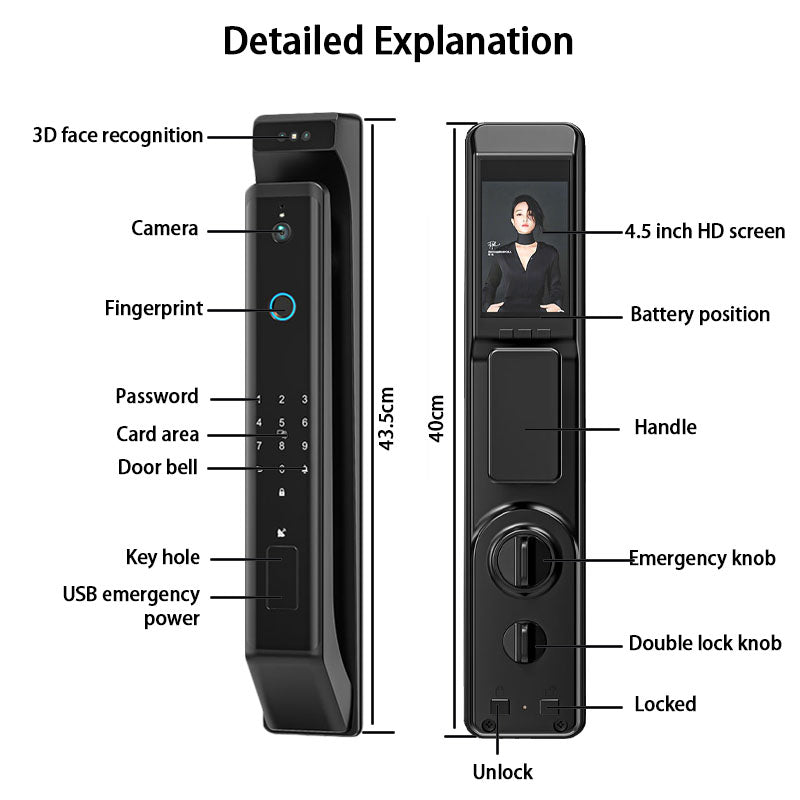 Detailed Explanation
3D face recognition
Camera
Fingerprint
Password
Card area
Door bell
Key hole
USB emergency
power
1 2 3
4 5 6
7 8 9
43.5cm
40cm
4.5 inch HD screen
Battery position
Handle
Emergency knob
Double lock knob
Locked
Unlock